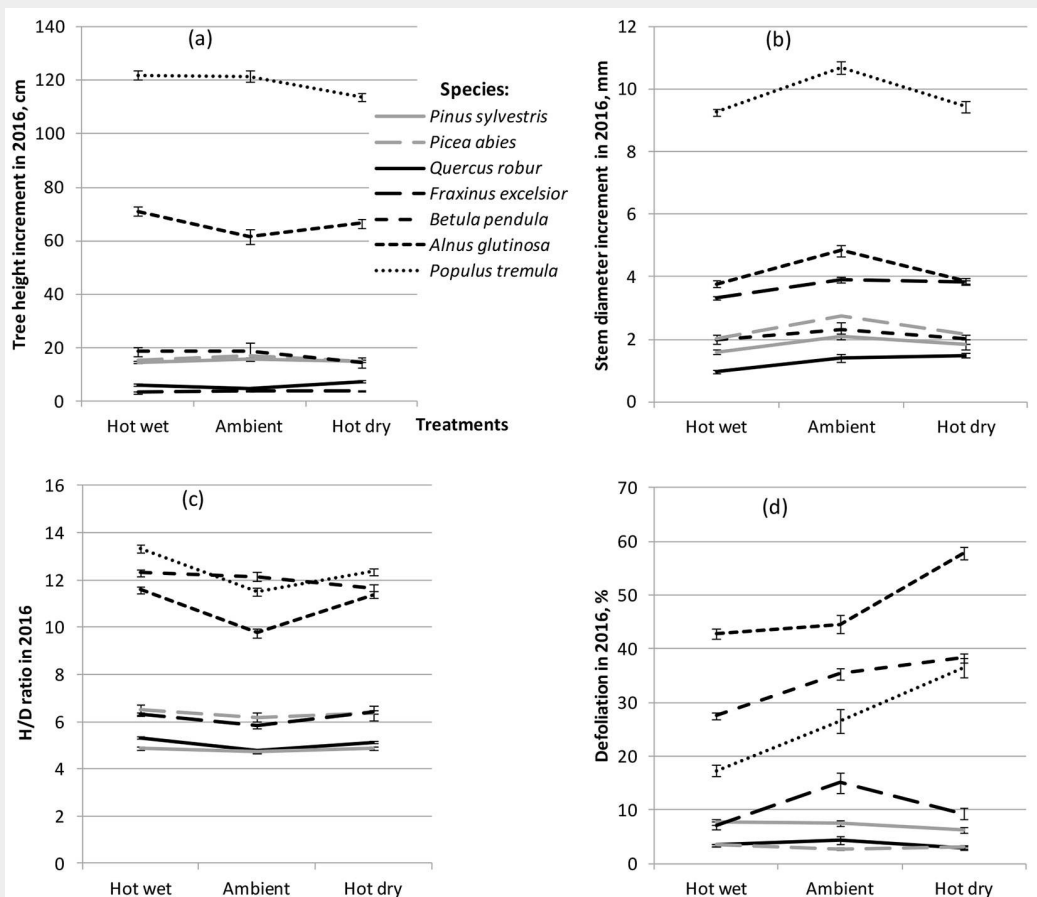 (a)
Tree height increment in 2016, cm
140
120
100
80
60
40
20
0
Hot wet Ambient Hot dry Treatments
Species:
Pinus sylvestris
Picea abies
Quercus robur
Fraxinus excelsior
Betula pendula
Alnus glutinosa
Populus tremula
(b)
Stem diameter increment in 2016, mm
12
10
8
6
4
2
0
Hot wet Ambient Hot dry
(c)
H/D ratio in 2016
16
14
12
10
8
6
4
2
0
Hot wet Ambient Hot dry
(d)
Defoliation in 2016, %
70
60
50
40
30
20
10
0
Hot wet Ambient Hot dry